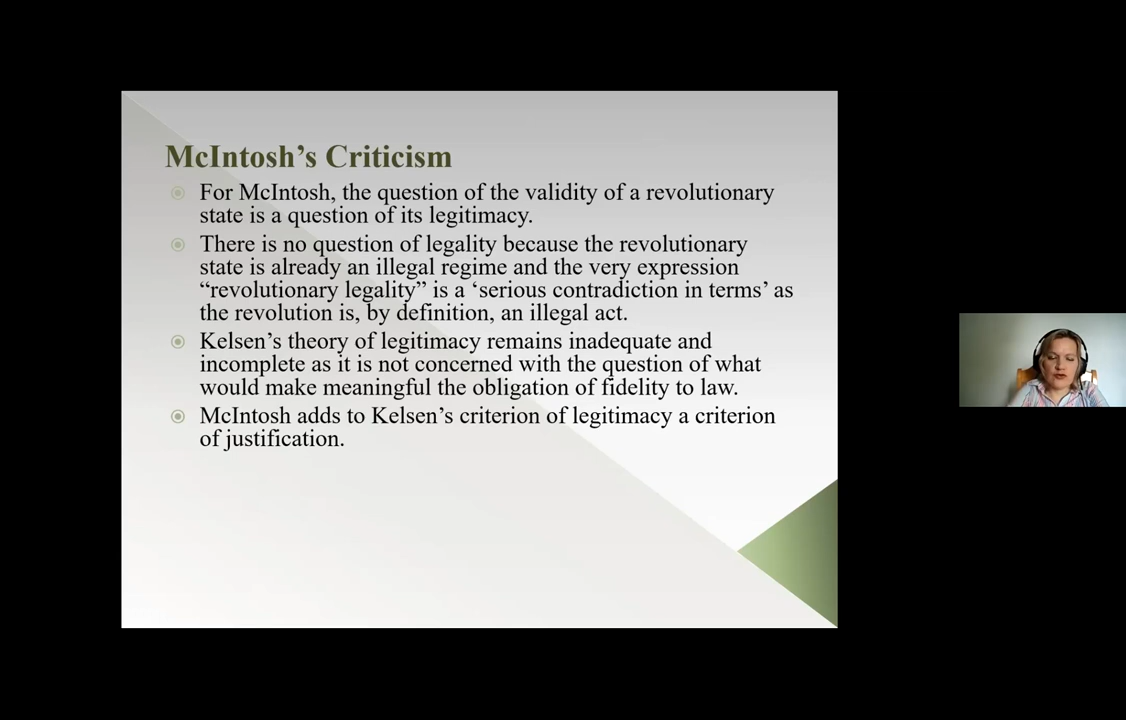 McIntosh’s Criticism
For McIntosh, the question of the validity of a revolutionary
state is a question of its legitimacy.
There is no question of legality because the revolutionary
state is already an illegal regime and the very expression
“revolutionary legality” is a ‘serious contradiction in terms’ as
the revolution is, by definition, an illegal act.
Kelsen’s theory of legitimacy remains inadequate and
incomplete as it is not concerned with the question of what
would make meaningful the obligation of fidelity to law.
McIntosh adds to Kelsen’s criterion of legitimacy a criterion
of justification.